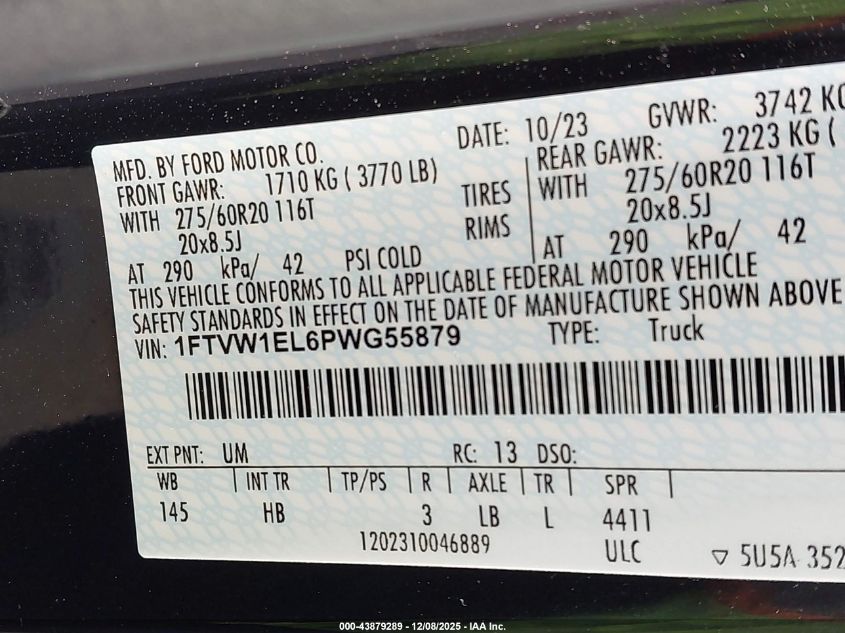 MFD. BY FORD MOTOR CO. DATE: 10/23 GVWR: 3742 KG
FRONT GAWR: 1710 KG ( 3770 LB) REAR GAWR: 2223 KG (
WITH 275/60R20 116T TIRES WITH 275/60R20 116T
20x8.5J RIMS 20x8.5J
AT 290 kPa/ 42 PSI COLD AT 290 kPa/ 42
THIS VEHICLE CONFORMS TO ALL APPLICABLE FEDERAL MOTOR VEHICLE
SAFETY STANDARDS IN EFFECT ON THE DATE OF MANUFACTURE SHOWN ABOVE
VIN: 1FTVW1EL6PWG55879 TYPE: Truck
EXT PNT: UM RC: 13 DSO:
WB INT TR TP/PS R AXLE TR SPR
145 HB 3 LB L 4411
1202310046889 ULC ▽ 5U5A 352
000-43879289 - 12/08/2025 - IAA Inc.